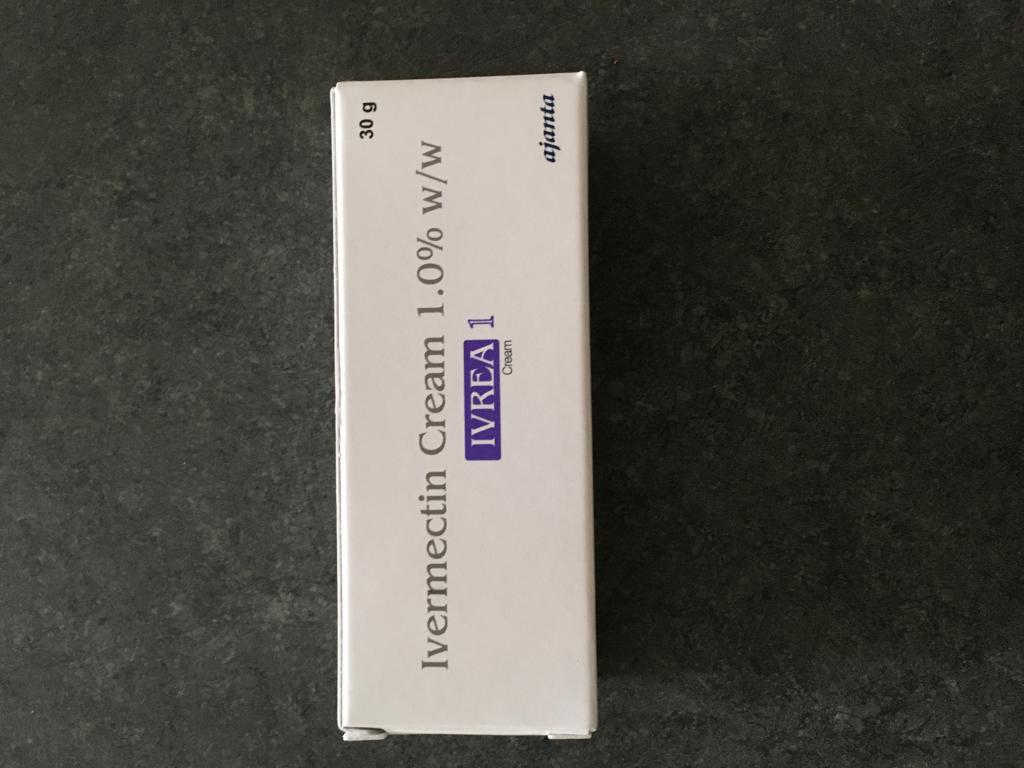 30 g
Ivermectin Cream 1.0% w/w
IVREA 1
Cream
ajanta